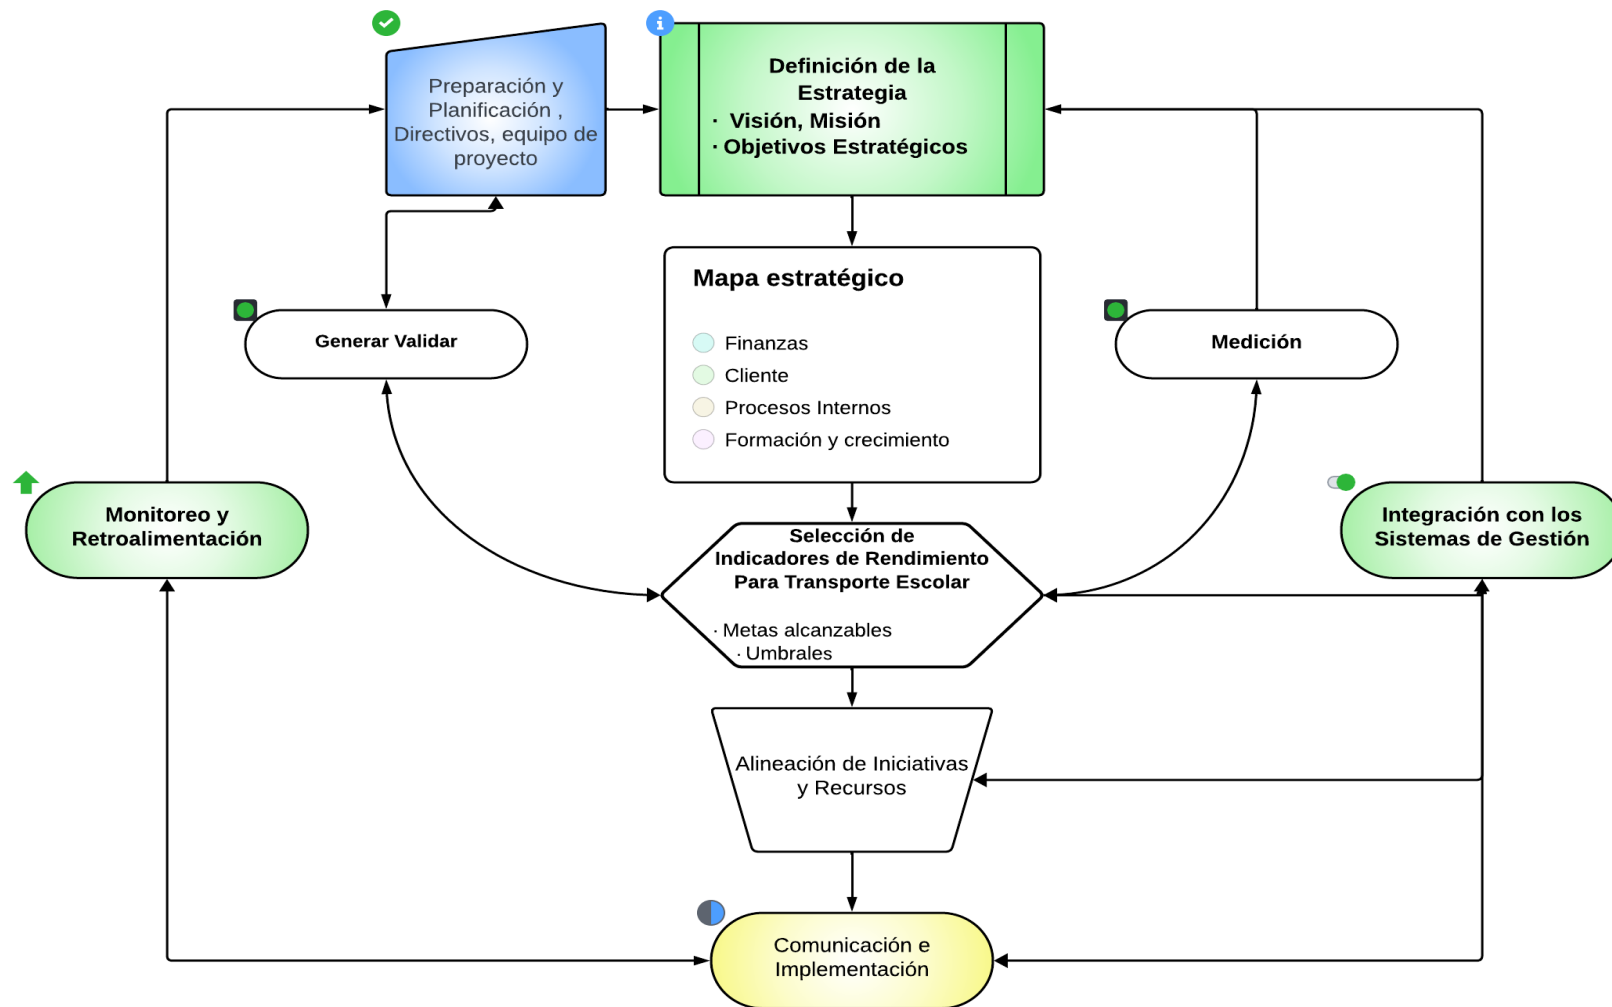 Preparación y
Planificación ,
Directivos, equipo de
proyecto
Definición de la
Estrategia
· Visión, Misión
· Objetivos Estratégicos
Mapa estratégico
Finanzas
Cliente
Procesos Internos
Formación y crecimiento
Generar Validar
Medición
Monitoreo y
Retroalimentación
Integración con los
Sistemas de Gestión
Selección de
Indicadores de Rendimiento
Para Transporte Escolar
· Metas alcanzables
· Umbrales
Alineación de Iniciativas
y Recursos
Comunicación e
Implementación